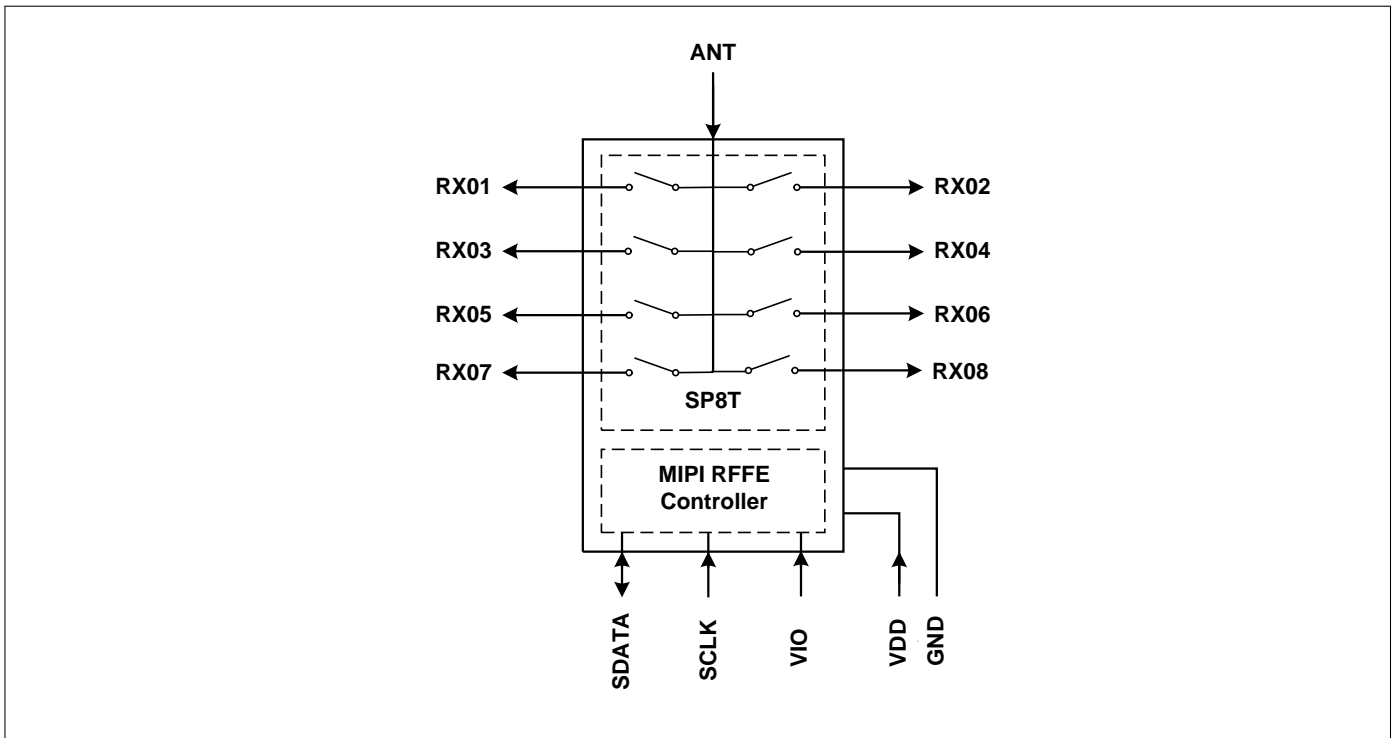 ANT
RX01
RX02
RX03
RX04
RX05
RX06
RX07
RX08
SP8T
MIPI RFFE
Controller
SDATA
SCLK
VIO
VDD
GND